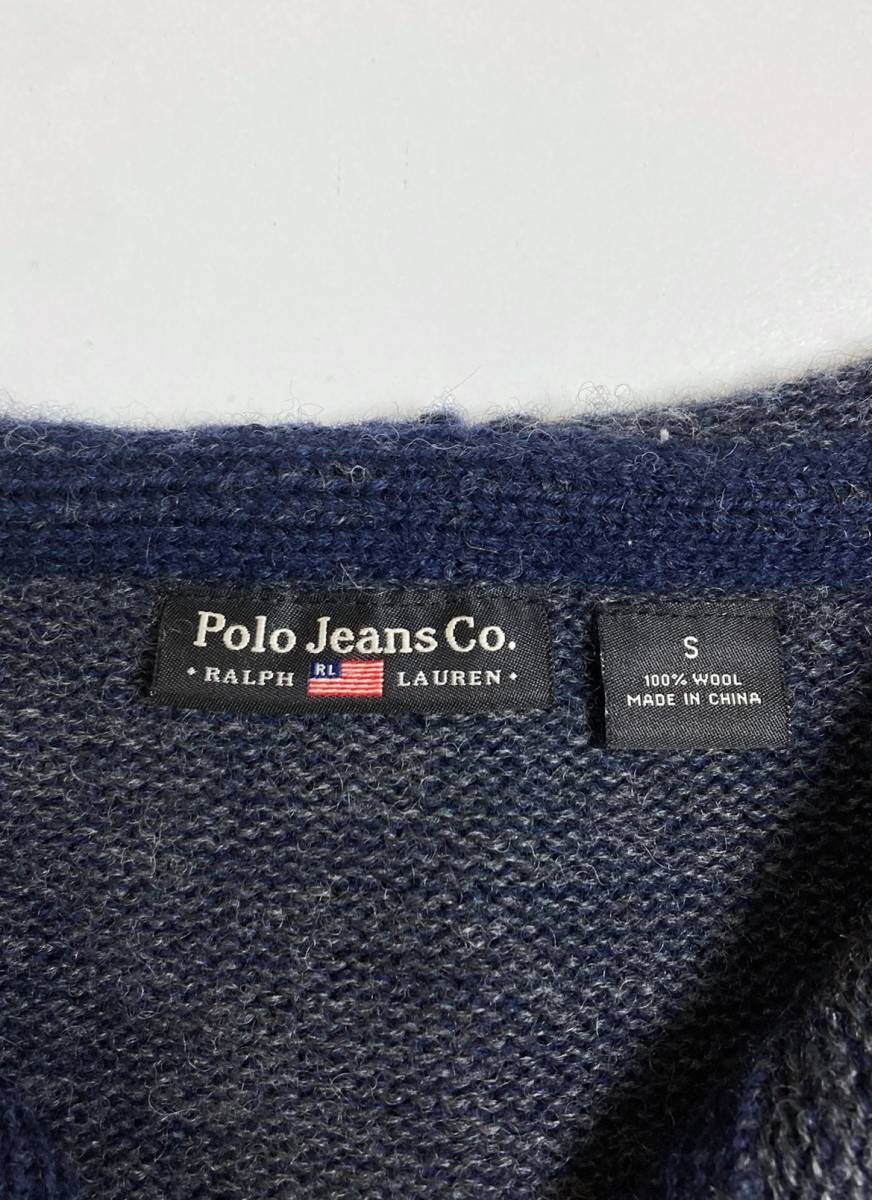 Polo Jeans Co.
• RALPH RL LAUREN •
S
100% WOOL
MADE IN CHINA